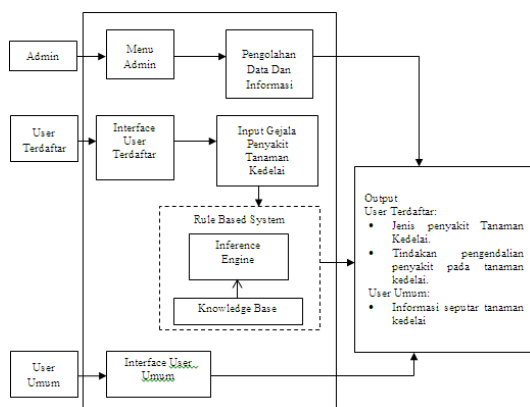 Admin
Menu
Admin
Pengolahan
Data Dan
Informasi
User
Terdaftar
Interface
User
Terdaftar
Input Gejala
Penyakit
Tanaman
Kedelai
Rule Based System
Inference
Engine
Knowledge Base
Output
User Terdaftar:
• Jenis penyakit Tanaman
Kedelai.
• Tindakan pengendalian
penyakit pada tanaman
kedelai.
User Umum:
• Informasi seputar tanaman
kedelai
User
Umum
Interface User
Umum